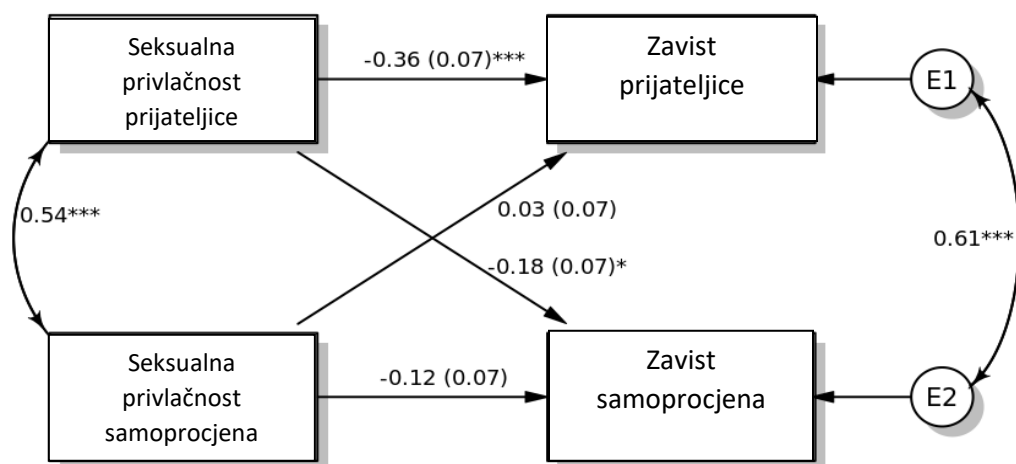 Seksualna
privlačnost
prijateljice
-0.36 (0.07)***
Zavist
prijateljice
E1
0.54***
0.03 (0.07)
-0.18 (0.07)*
0.61***
Seksualna
privlačnost
samoprocjena
-0.12 (0.07)
Zavist
samoprocjena
E2